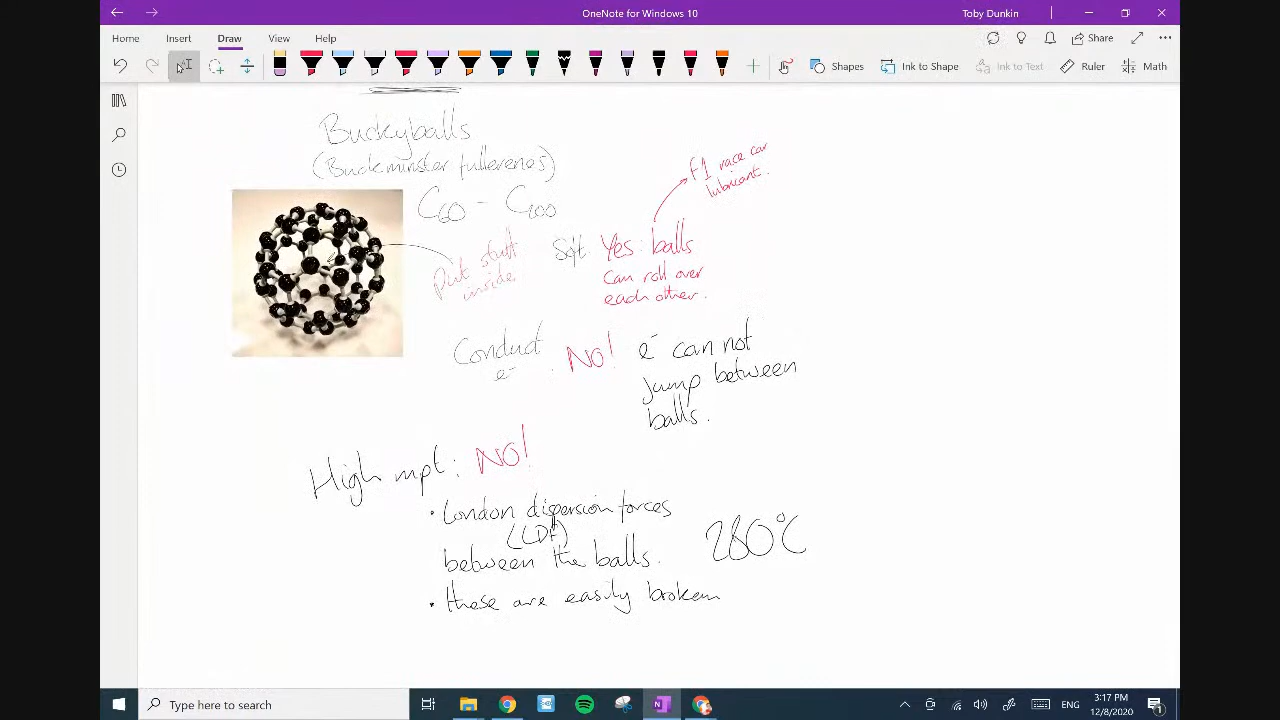 OneNote for Windows 10
Toby Dunkin
Home
Insert
Draw
View
Help
Share
Shapes
Ink to Shape
Ink to Text
Ruler
Math
Buckyballs
(Buckminster fullerenes)
C60 - C100
F1 race car
lubricant.
Put stuff
inside
Soft: Yes: balls
can roll over
each other.
Conduct
e-
NO!
e- can not
jump between
balls.
High mpt: NO!
• London dispersion forces
(LDF)
between the balls.
280°C
• these are easily broken
Type here to search
ENG
3:17 PM
12/8/2020
1